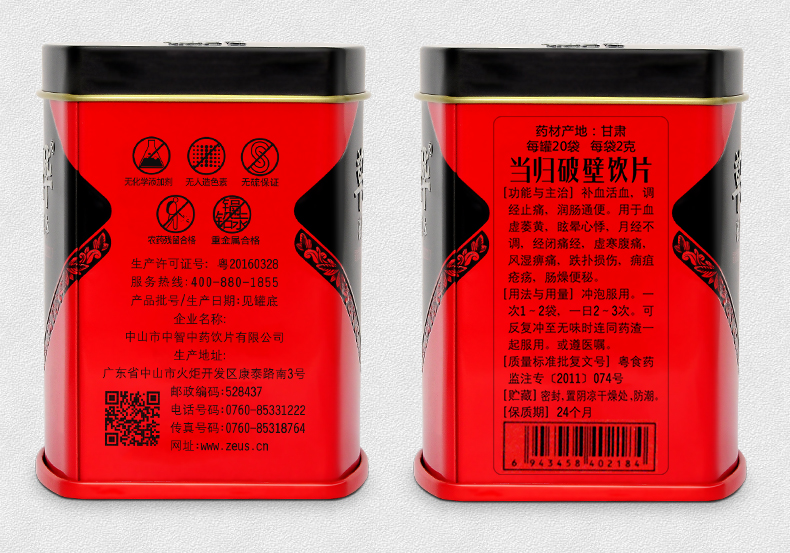 无化学添加剂
无人治色素
无硫保证
农药残留合格
重金属合格
生产许可证号: 粤20160328
服务热线:400-880-1855
产品批号/生产日期:见罐底
企业名称:
中山市中智中药饮片有限公司
生产地址:
广东省中山市火炬开发区康泰路南3号
邮政编码:528437
电话号码:0760-85331222
传真号码:0760-85318764
网址:www.zeus.cn
药材产地:甘肃
每罐20袋 每袋2克
当归破壁饮片
[功能与主治] 补血活血、调
经止痛,润肠通便。用于血
虚萎黄、眩晕心悸、月经不
调,经闭痛经,虚寒腹痛,
风湿痹痛、跌扑损伤、痈疽
疮疡、肠燥便秘。
[用法与用量] 冲泡服用。一
次1-2袋,一日2-3次。可
反复冲至无味时连同药渣一
起服用。或遵医嘱。
[质量标准批复文号] 粤食药
监注专〔2011〕074号
[贮藏] 密封,置阴凉干燥处,防潮。
[保质期] 24个月
6 943458 402184